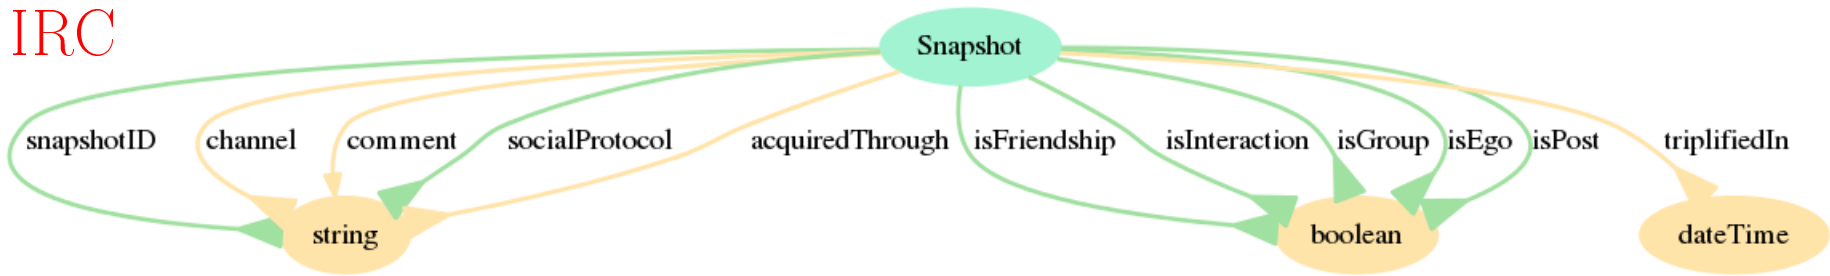 IRC
Snapshot
snapshotID channel comment socialProtocol acquiredThrough isFriendship isInteraction isGroup isEgo isPost triplifiedIn
string boolean dateTime